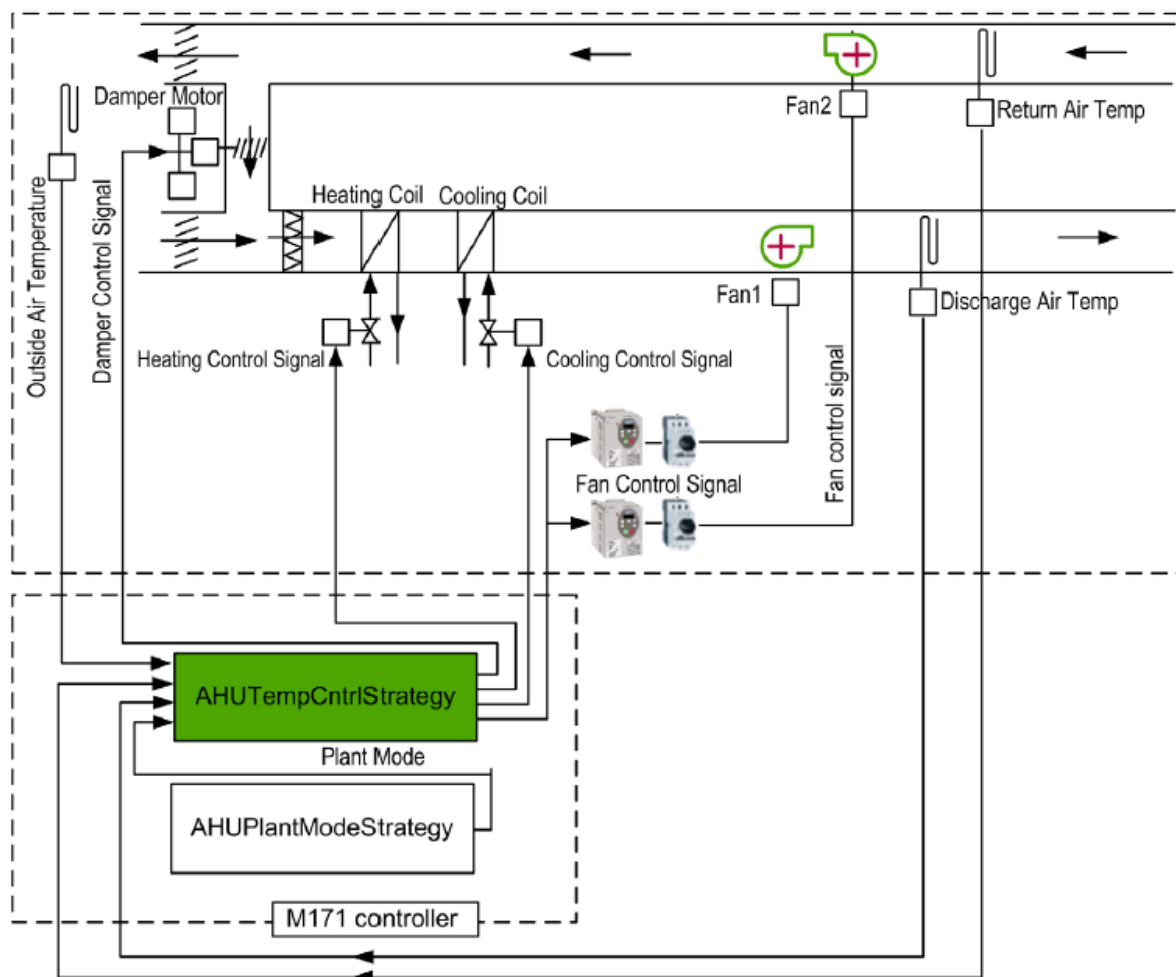 Damper Motor
Fan2
Return Air Temp
Outside Air Temperature
Damper Control Signal
Heating Coil
Cooling Coil
Fan1
Discharge Air Temp
Heating Control Signal
Cooling Control Signal
Fan control signal
Fan Control Signal
AHUTempCntrlStrategy
Plant Mode
AHUPlantModeStrategy
M171 controller